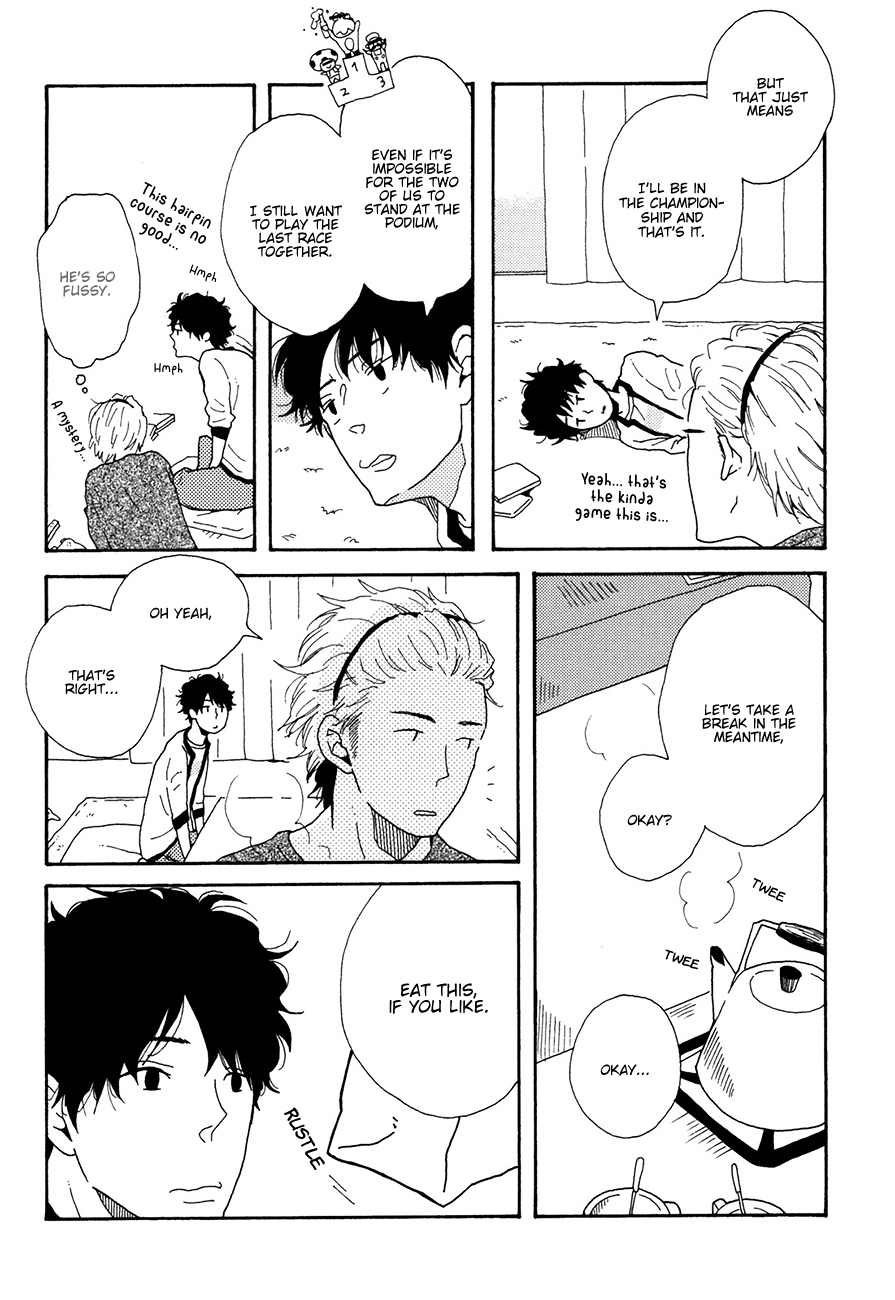 BUT
THAT JUST
MEANS
I'LL BE IN
THE CHAMPION-
SHIP AND
THAT'S IT.
Yeah... that's
the kinda
game this is...
1
2
3
EVEN IF IT'S
IMPOSSIBLE
FOR THE TWO
OF US TO
STAND AT THE
PODIUM,
I STILL WANT
TO PLAY THE
LAST RACE
TOGETHER.
This hairpin
course is no
good...
Hmph
Hmph
HE'S SO
FUSSY.
A mystery...
LET'S TAKE A
BREAK IN THE
MEANTIME,
OKAY?
TWEE
TWEE
OKAY...
OH YEAH,
THAT'S
RIGHT...
EAT THIS,
IF YOU LIKE.
RUSTLE